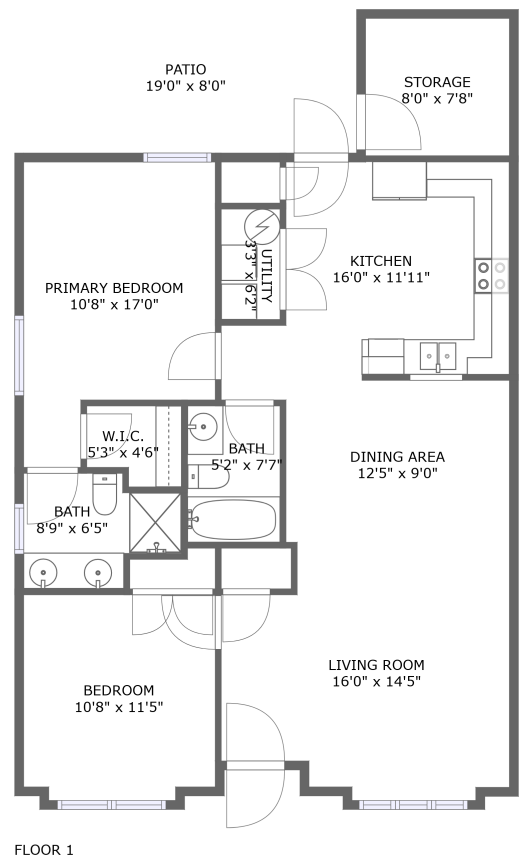 PATIO
19'0" x 8'0"
STORAGE
8'0" x 7'8"
KITCHEN
16'0" x 11'11"
UTILITY
3'3" x 6'2"
PRIMARY BEDROOM
10'8" x 17'0"
W.I.C.
5'3" x 4'6"
BATH
5'2" x 7'7"
DINING AREA
12'5" x 9'0"
BATH
8'9" x 6'5"
LIVING ROOM
16'0" x 14'5"
BEDROOM
10'8" x 11'5"
FLOOR 1